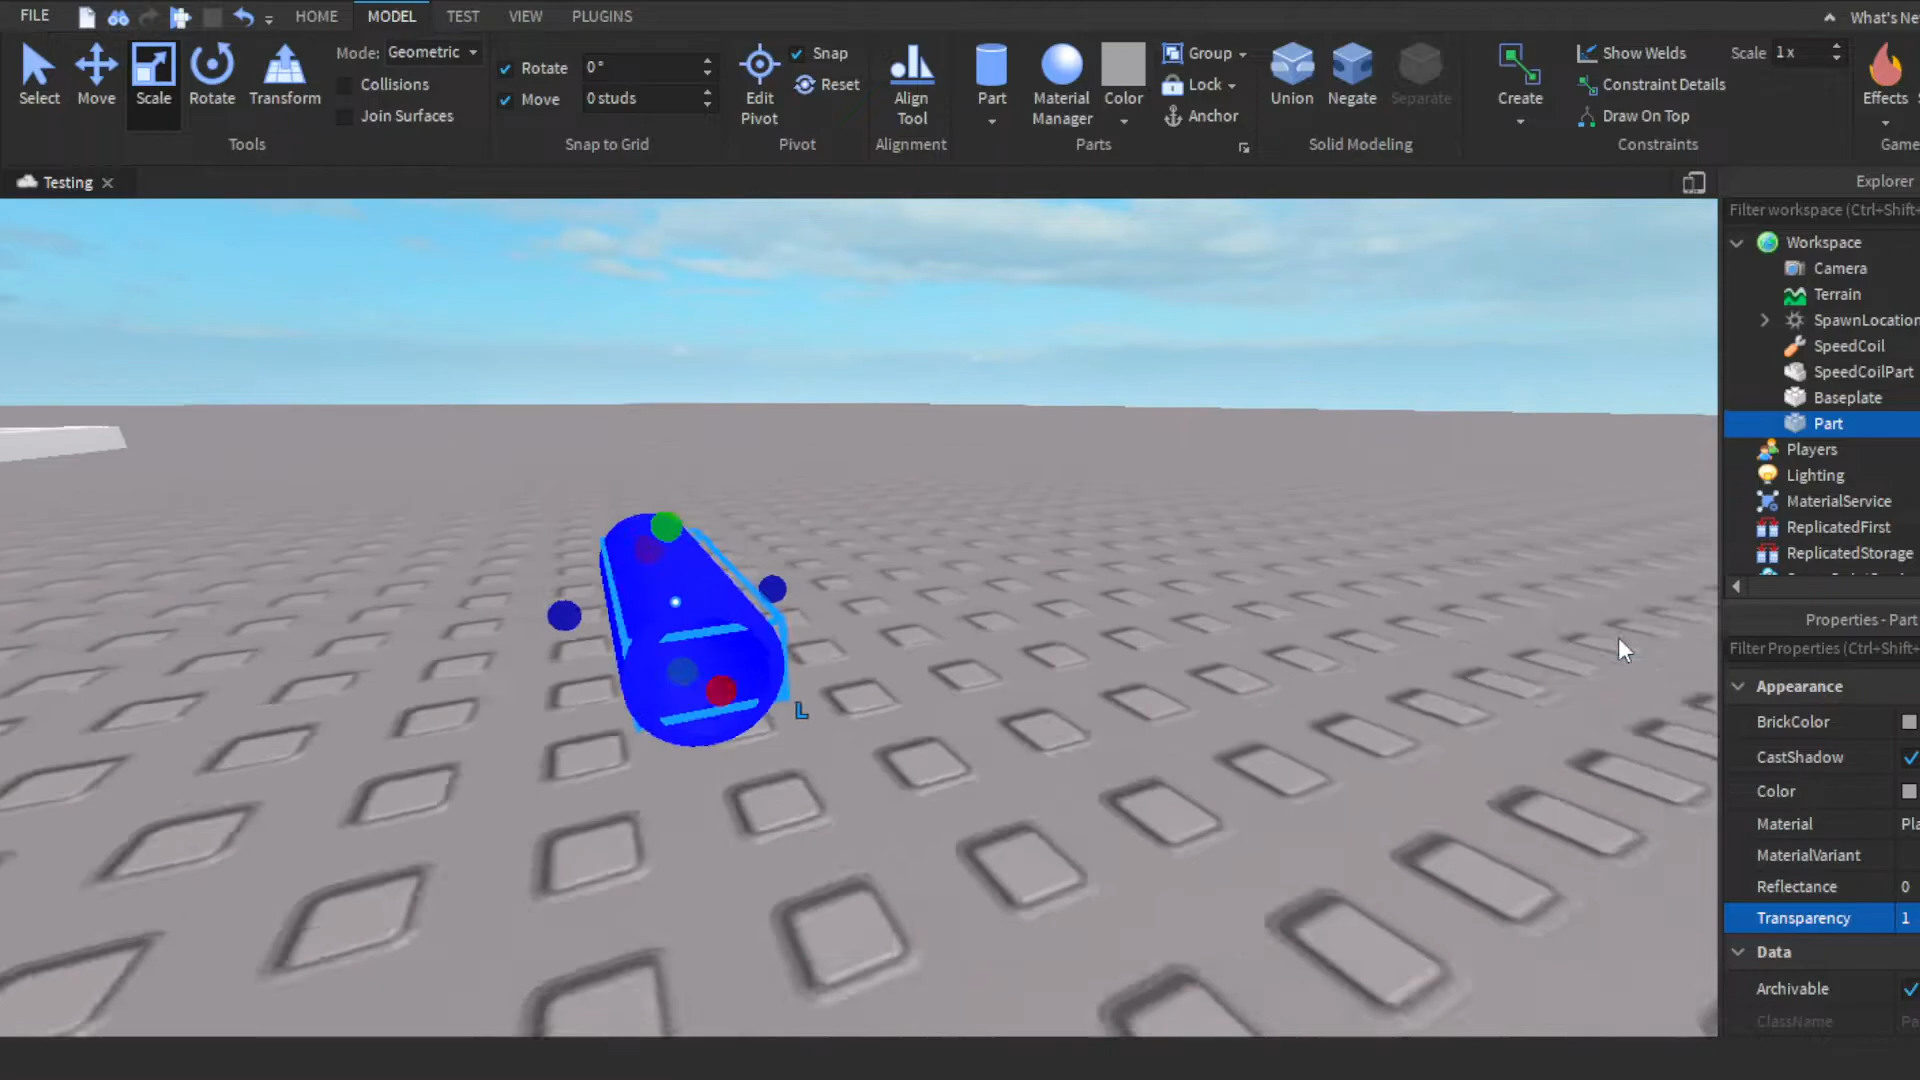 FILE
HOME
MODEL
TEST
VIEW
PLUGINS
What's Ne
Select
Move
Scale
Rotate
Transform
Mode: Geometric
Collisions
Join Surfaces
Tools
Rotate 0°
Move 0 studs
Snap to Grid
Edit
Pivot
Snap
Reset
Pivot
Align
Tool
Alignment
Part
Material
Manager
Color
Group
Lock
Anchor
Parts
Union
Negate
Separate
Solid Modeling
Create
Show Welds
Constraint Details
Draw On Top
Scale 1x
Constraints
Effects
Game
Testing
Explorer
Filter workspace (Ctrl+Shift+
Workspace
Camera
Terrain
SpawnLocation
SpeedCoil
SpeedCoilPart
Baseplate
Part
Players
Lighting
MaterialService
ReplicatedFirst
ReplicatedStorage
L
Properties - Part
Filter Properties (Ctrl+Shift+
Appearance
BrickColor
CastShadow
Color
Material Pla
MaterialVariant
Reflectance 0
Transparency 1
Data
Archivable
ClassName Pa